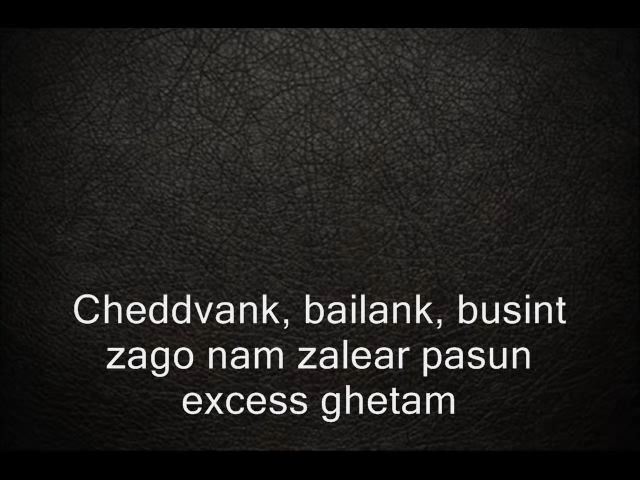 Cheddvank, bailank, busint
zago nam zalear pasun
excess ghetam